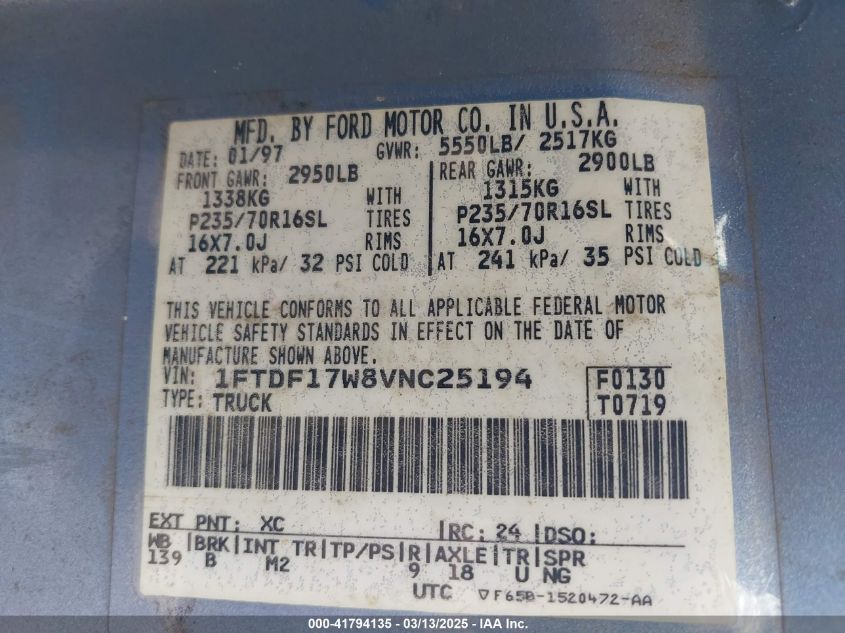 MFD. BY FORD MOTOR CO. IN U.S.A.
DATE: 01/97 GVWR: 5550LB/ 2517KG
FRONT GAWR: 2950LB REAR GAWR: 2900LB
1338KG WITH 1315KG WITH
P235/70R16SL TIRES P235/70R16SL TIRES
16X7.0J RIMS 16X7.0J RIMS
AT 221 kPa/ 32 PSI COLD AT 241 kPa/ 35 PSI COLD
THIS VEHICLE CONFORMS TO ALL APPLICABLE FEDERAL MOTOR
VEHICLE SAFETY STANDARDS IN EFFECT ON THE DATE OF
MANUFACTURE SHOWN ABOVE.
VIN: 1FTDF17W8VNC25194 F0130
TYPE: TRUCK T0719
EXT PNT: XC RC: 24 DSO:
WB BRK INT TR TP/PS R AXLE TR SPR
139 B M2 9 18 U NG
UTC ▽F65B-1520472-AA
000-41794135 - 03/13/2025 - IAA Inc.